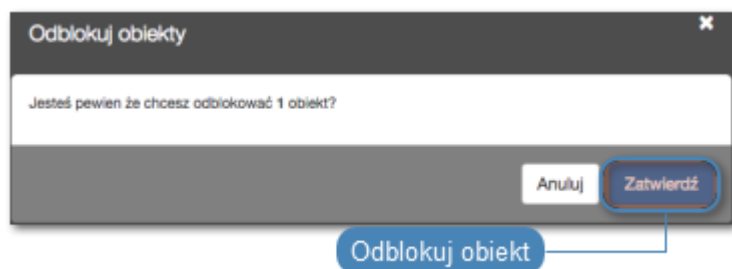 Odblokuj obiekty
Jesteś pewien że chcesz odblokować 1 obiekt?
Anuluj
Zatwierdź
Odblokuj obiekt